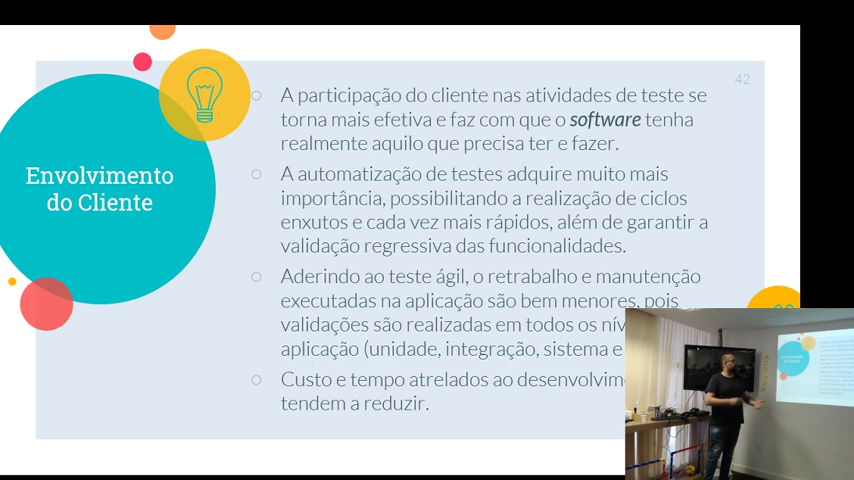 42
Envolvimento
do Cliente
A participação do cliente nas atividades de teste se
torna mais efetiva e faz com que o software tenha
realmente aquilo que precisa ter e fazer.
A automatização de testes adquire muito mais
importância, possibilitando a realização de ciclos
enxutos e cada vez mais rápidos, além de garantir a
validação regressiva das funcionalidades.
Aderindo ao teste ágil, o retrabalho e manutenção
executadas na aplicação são bem menores, pois
validações são realizadas em todos os
aplicação (unidade, integração, sistema e
Custo e tempo atrelados ao
tendem a reduzir.